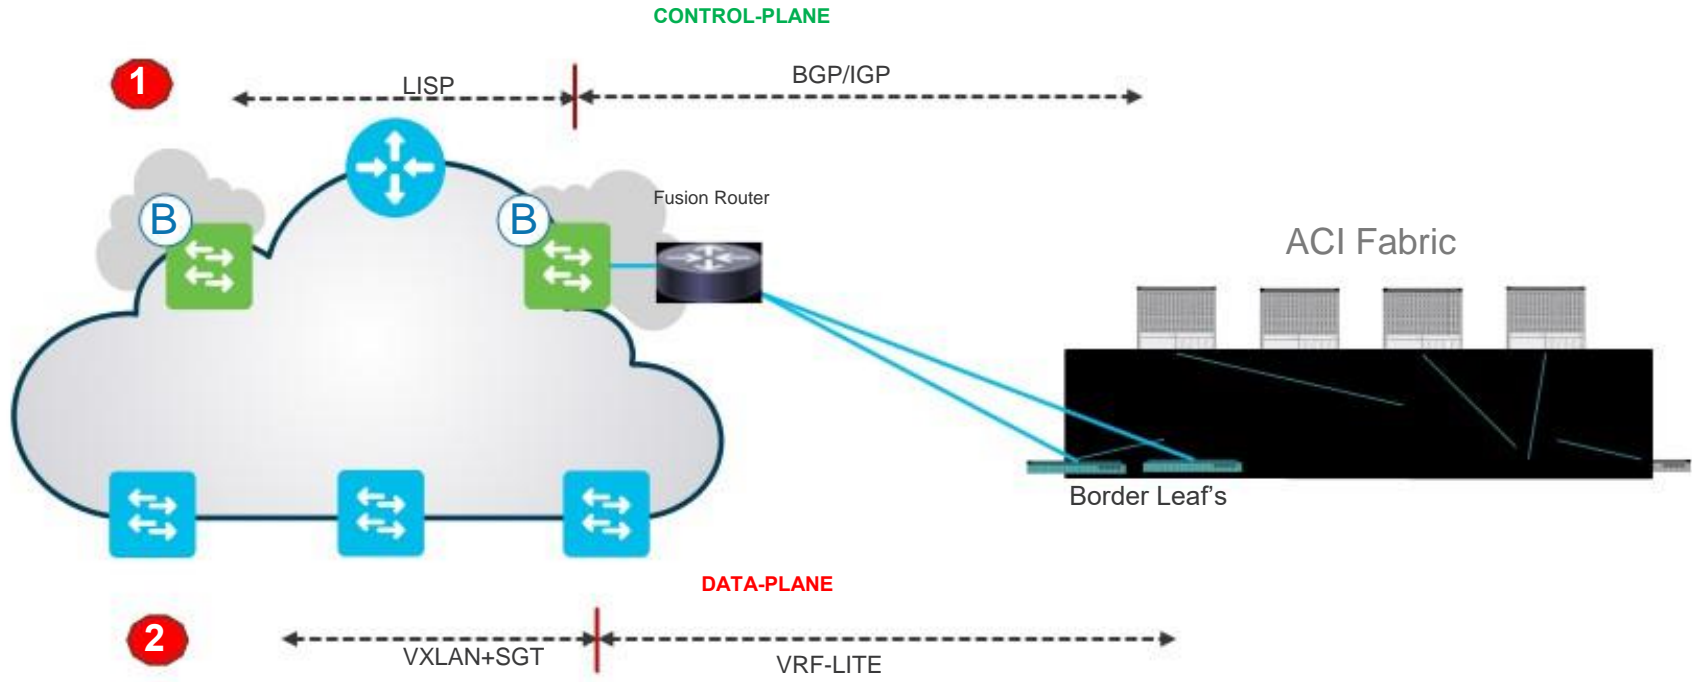 CONTROL-PLANE
1
LISP
BGP/IGP
B
B
Fusion Router
ACI Fabric
Border Leaf's
DATA-PLANE
2
VXLAN+SGT
VRF-LITE